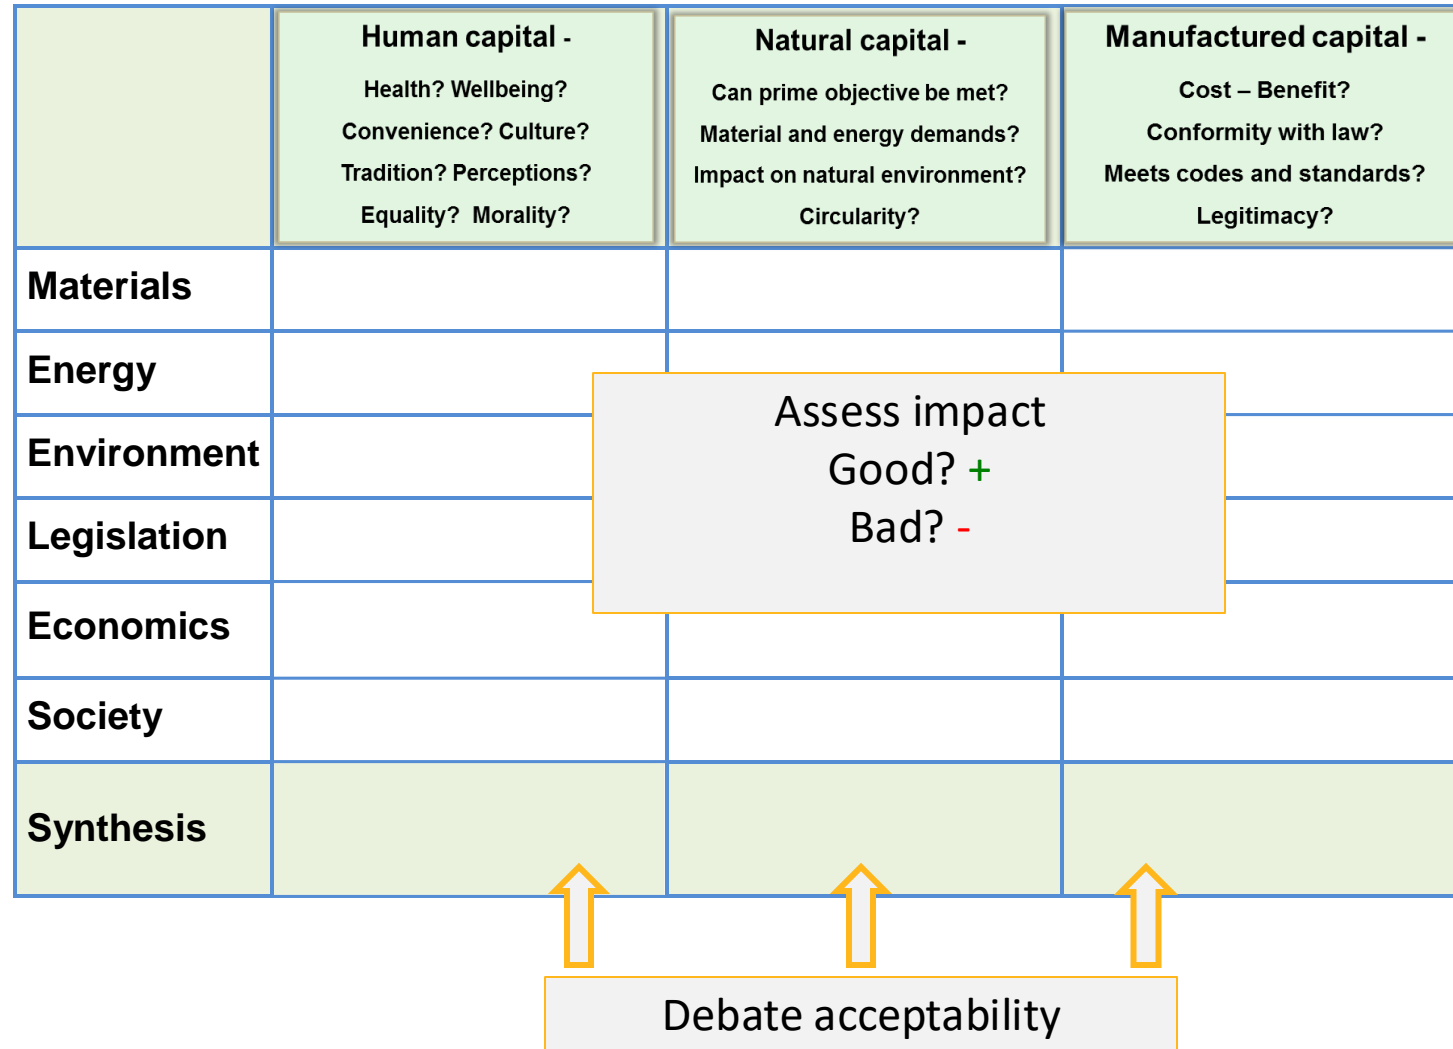 Human capital -
Health? Wellbeing?
Convenience? Culture?
Tradition? Perceptions?
Equality? Morality?
Natural capital -
Can prime objective be met?
Material and energy demands?
Impact on natural environment?
Circularity?
Manufactured capital -
Cost – Benefit?
Conformity with law?
Meets codes and standards?
Legitimacy?
Materials
Energy
Environment
Legislation
Economics
Society
Synthesis
Assess impact
Good? +
Bad? -
Debate acceptability